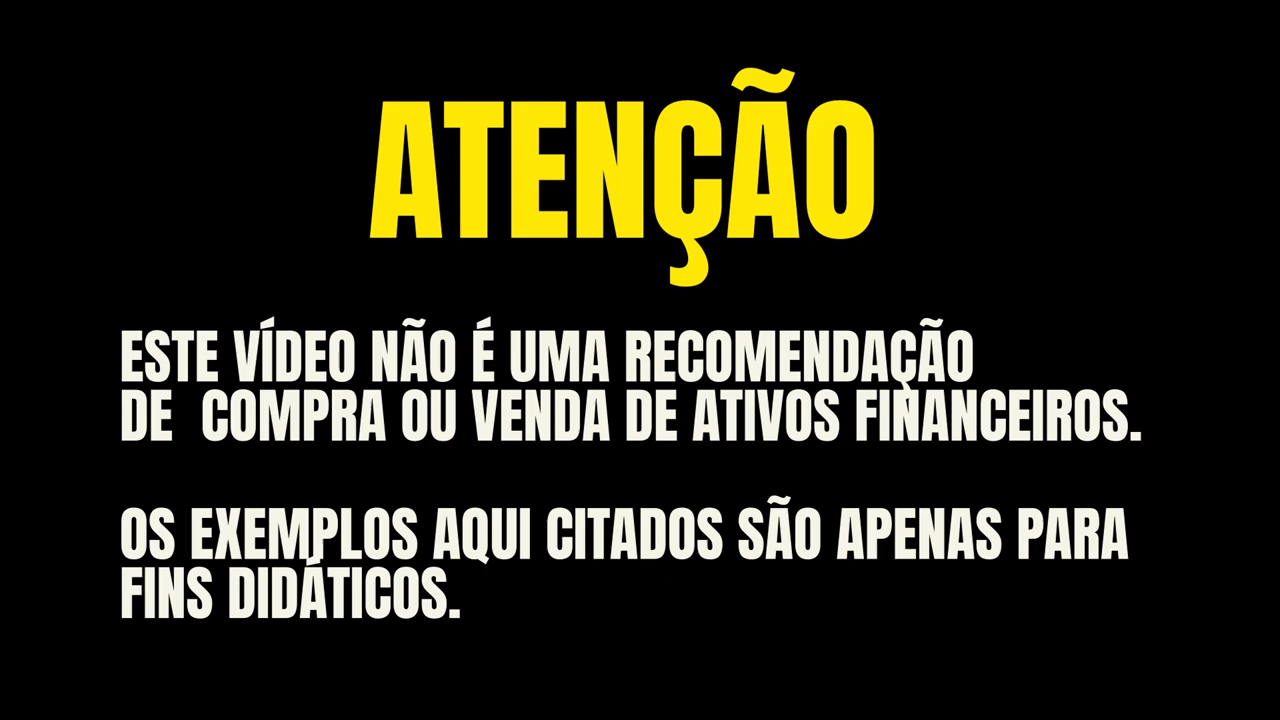 ATENÇÃO
ESTE VÍDEO NÃO É UMA RECOMENDAÇÃO
DE  COMPRA OU VENDA DE ATIVOS FINANCEIROS.
OS EXEMPLOS AQUI CITADOS SÃO APENAS PARA
FINS DIDÁTICOS.